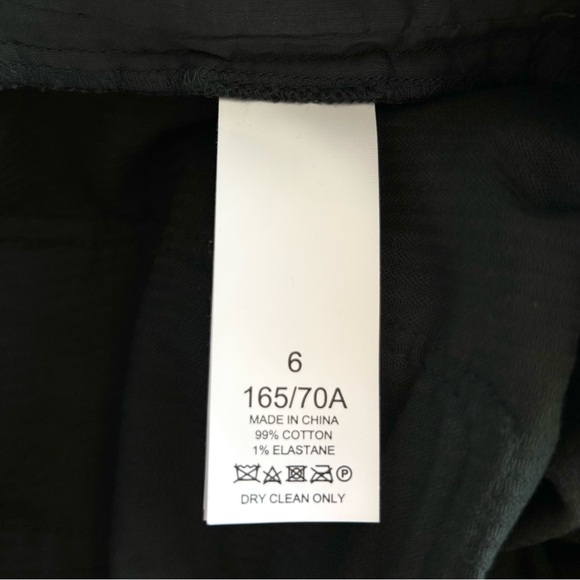 6
165/70A
MADE IN CHINA
99% COTTON
1% ELASTANE
P
DRY CLEAN ONLY